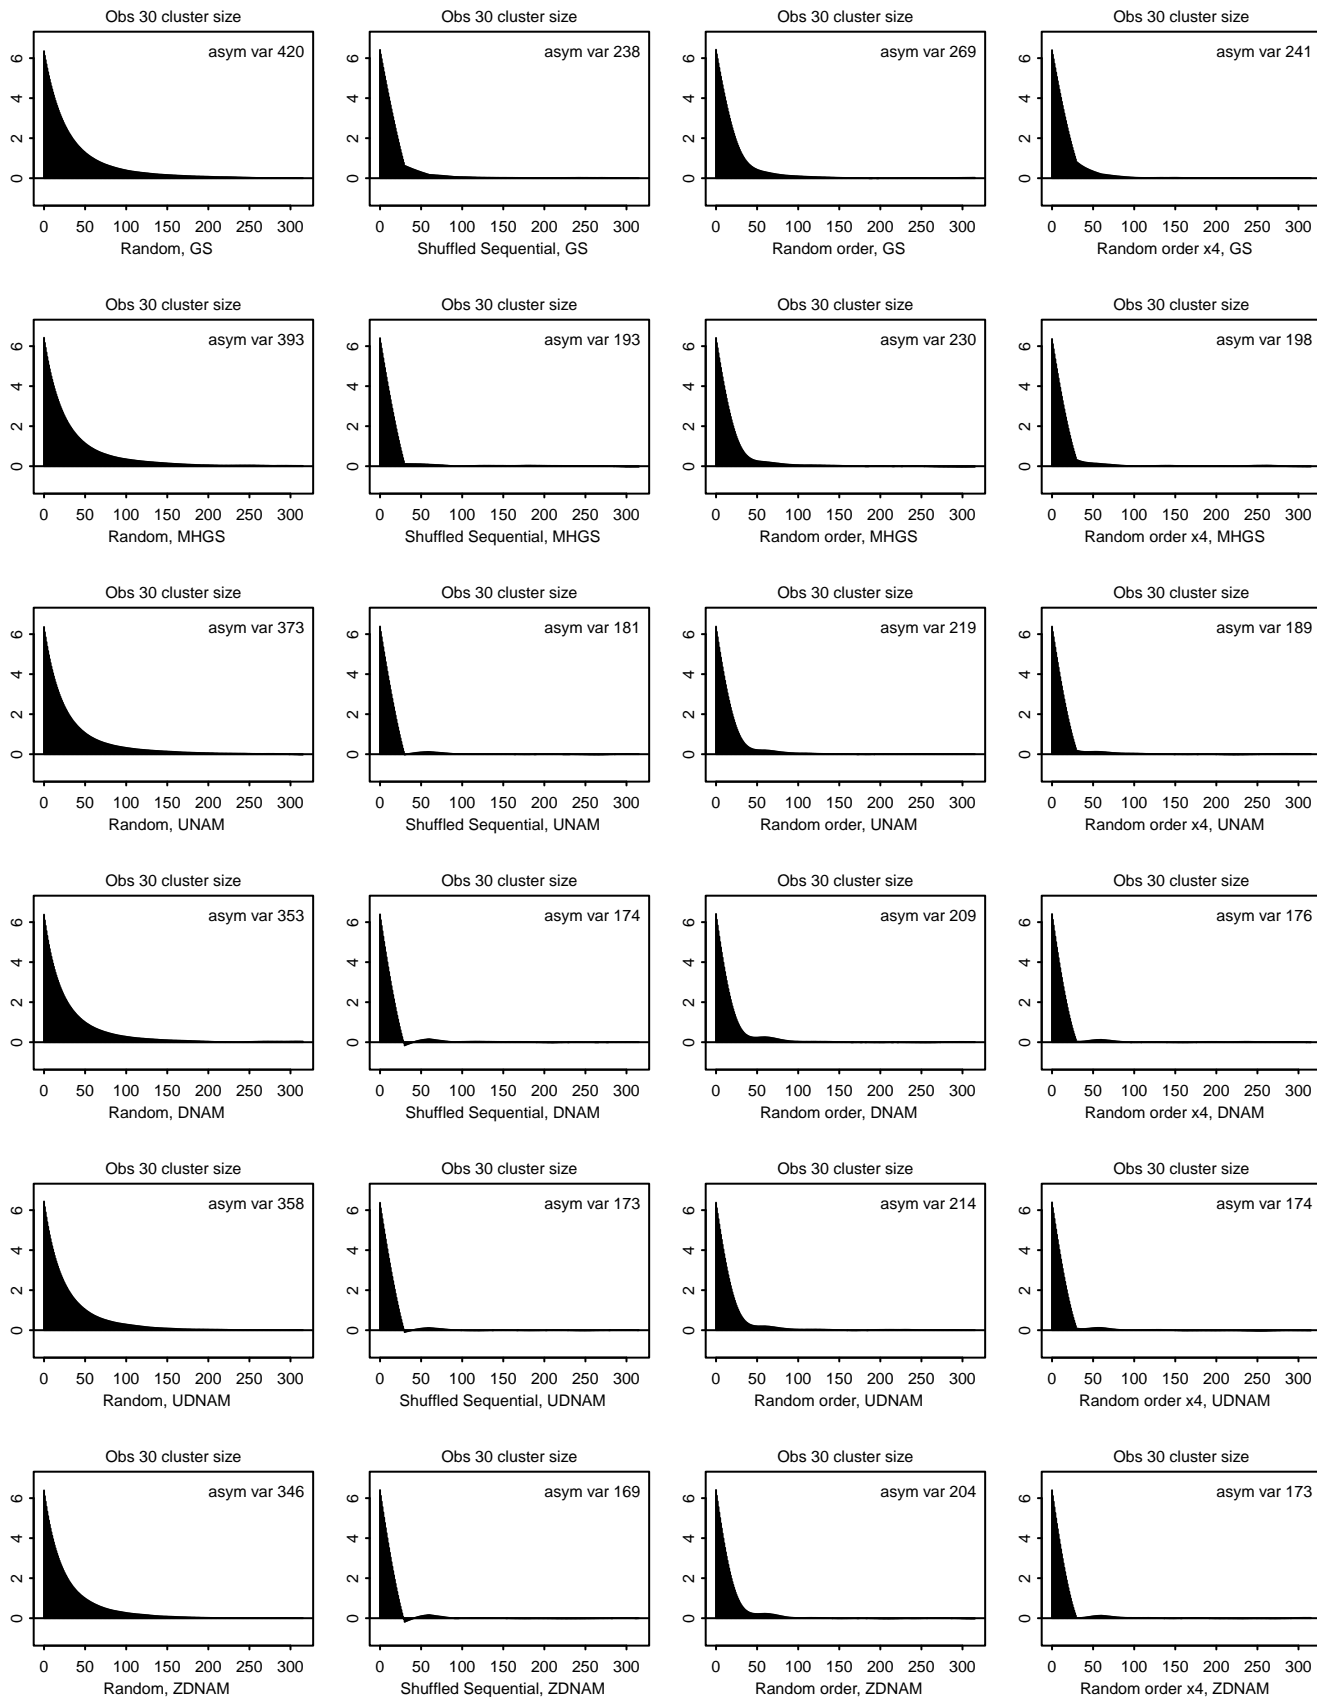 Obs 30 cluster size Obs 30 cluster size Obs 30 cluster size Obs 30 cluster size
asym var 420 asym var 238 asym var 269 asym var 241
6 6 6 6
4 4 4 4
2 2 2 2
0 0 0 0
0 50 100 150 200 250 300 0 50 100 150 200 250 300 0 50 100 150 200 250 300 0 50 100 150 200 250 300
Random, GS Shuffled Sequential, GS Random order, GS Random order x4, GS
Obs 30 cluster size Obs 30 cluster size Obs 30 cluster size Obs 30 cluster size
asym var 393 asym var 193 asym var 230 asym var 198
6 6 6 6
4 4 4 4
2 2 2 2
0 0 0 0
0 50 100 150 200 250 300 0 50 100 150 200 250 300 0 50 100 150 200 250 300 0 50 100 150 200 250 300
Random, MHGS Shuffled Sequential, MHGS Random order, MHGS Random order x4, MHGS
Obs 30 cluster size Obs 30 cluster size Obs 30 cluster size Obs 30 cluster size
asym var 373 asym var 181 asym var 219 asym var 189
6 6 6 6
4 4 4 4
2 2 2 2
0 0 0 0
0 50 100 150 200 250 300 0 50 100 150 200 250 300 0 50 100 150 200 250 300 0 50 100 150 200 250 300
Random, UNAM Shuffled Sequential, UNAM Random order, UNAM Random order x4, UNAM
Obs 30 cluster size Obs 30 cluster size Obs 30 cluster size Obs 30 cluster size
asym var 353 asym var 174 asym var 209 asym var 176
6 6 6 6
4 4 4 4
2 2 2 2
0 0 0 0
0 50 100 150 200 250 300 0 50 100 150 200 250 300 0 50 100 150 200 250 300 0 50 100 150 200 250 300
Random, DNAM Shuffled Sequential, DNAM Random order, DNAM Random order x4, DNAM
Obs 30 cluster size Obs 30 cluster size Obs 30 cluster size Obs 30 cluster size
asym var 358 asym var 173 asym var 214 asym var 174
6 6 6 6
4 4 4 4
2 2 2 2
0 0 0 0
0 50 100 150 200 250 300 0 50 100 150 200 250 300 0 50 100 150 200 250 300 0 50 100 150 200 250 300
Random, UDNAM Shuffled Sequential, UDNAM Random order, UDNAM Random order x4, UDNAM
Obs 30 cluster size Obs 30 cluster size Obs 30 cluster size Obs 30 cluster size
asym var 346 asym var 169 asym var 204 asym var 173
6 6 6 6
4 4 4 4
2 2 2 2
0 0 0 0
0 50 100 150 200 250 300 0 50 100 150 200 250 300 0 50 100 150 200 250 300 0 50 100 150 200 250 300
Random, ZDNAM Shuffled Sequential, ZDNAM Random order, ZDNAM Random order x4, ZDNAM